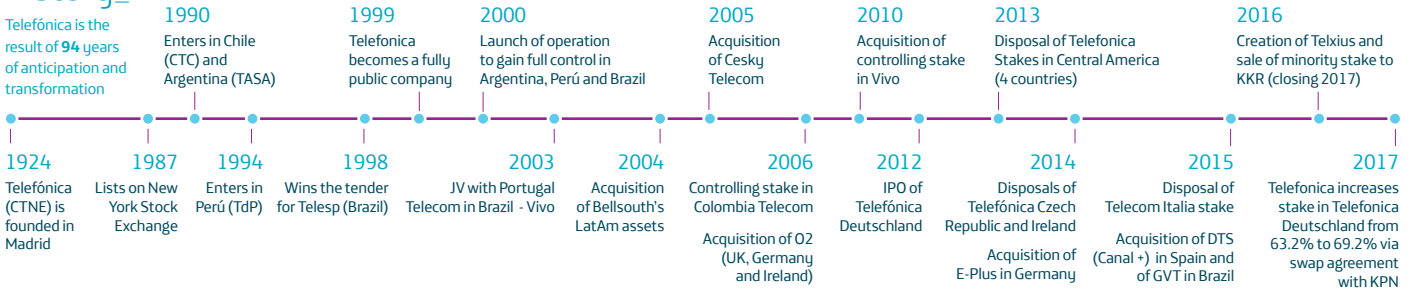 Telefónica is the
result of 94 years
of anticipation and
transformation
1990
Enters in Chile
(CTC) and
Argentina (TASA)
1999
Telefonica
becomes a fully
public company
2000
Launch of operation
to gain full control in
Argentina, Perú and Brazil
2005
Acquisition
of Cesky
Telecom
2010
Acquisition of
controlling stake
in Vivo
2013
Disposal of Telefonica
Stakes in Central America
(4 countries)
2016
Creation of Telxius and
sale of minority stake to
KKR (closing 2017)
1924
Telefónica
(CTNE) is
founded in
Madrid
1987
Lists on New
York Stock
Exchange
1994
Enters in
Perú (TdP)
1998
Wins the tender
for Telesp (Brazil)
2003
JV with Portugal
Telecom in Brazil - Vivo
2004
Acquisition
of Bellsouth's
LatAm assets
2006
Controlling stake in
Colombia Telecom
Acquisition of O2
(UK, Germany
and Ireland)
2012
IPO of
Telefónica
Deutschland
2014
Disposals of
Telefónica Czech
Republic and Ireland
Acquisition of
E-Plus in Germany
2015
Disposal of
Telecom Italia stake
Acquisition of DTS
(Canal +) in Spain and
of GVT in Brazil
2017
Telefonica increases
stake in Telefonica
Deutschland from
63.2% to 69.2% via
swap agreement
with KPN